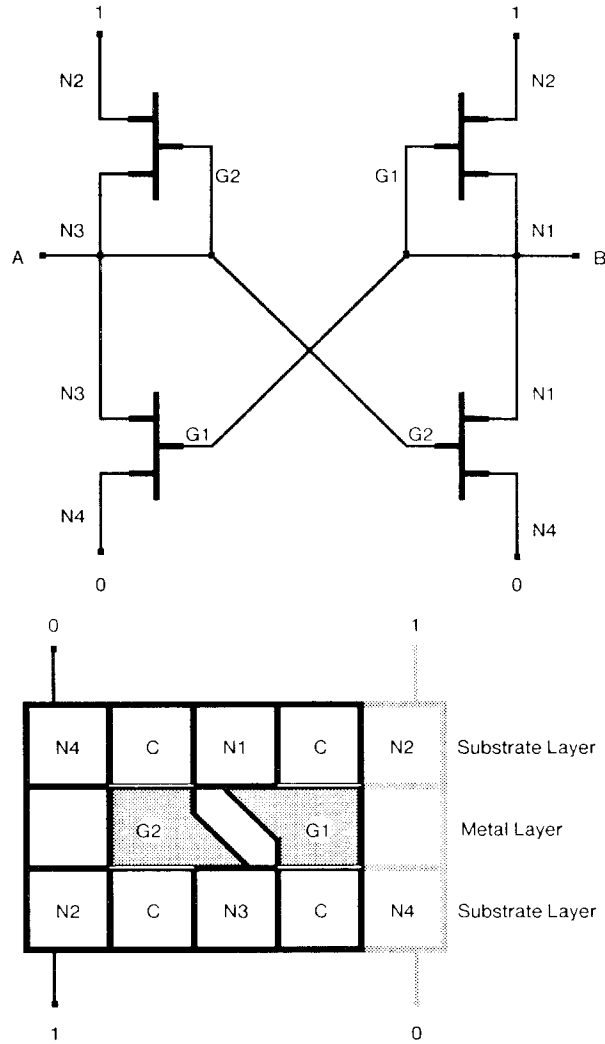 1 1
N2 N2
G2 G1
N3 N1
A B
N3 N1
G1 G2
N4 N4
0 0
0 1
N4 C N1 C N2 Substrate Layer
G2 G1 Metal Layer
N2 C N3 C N4 Substrate Layer
1 0